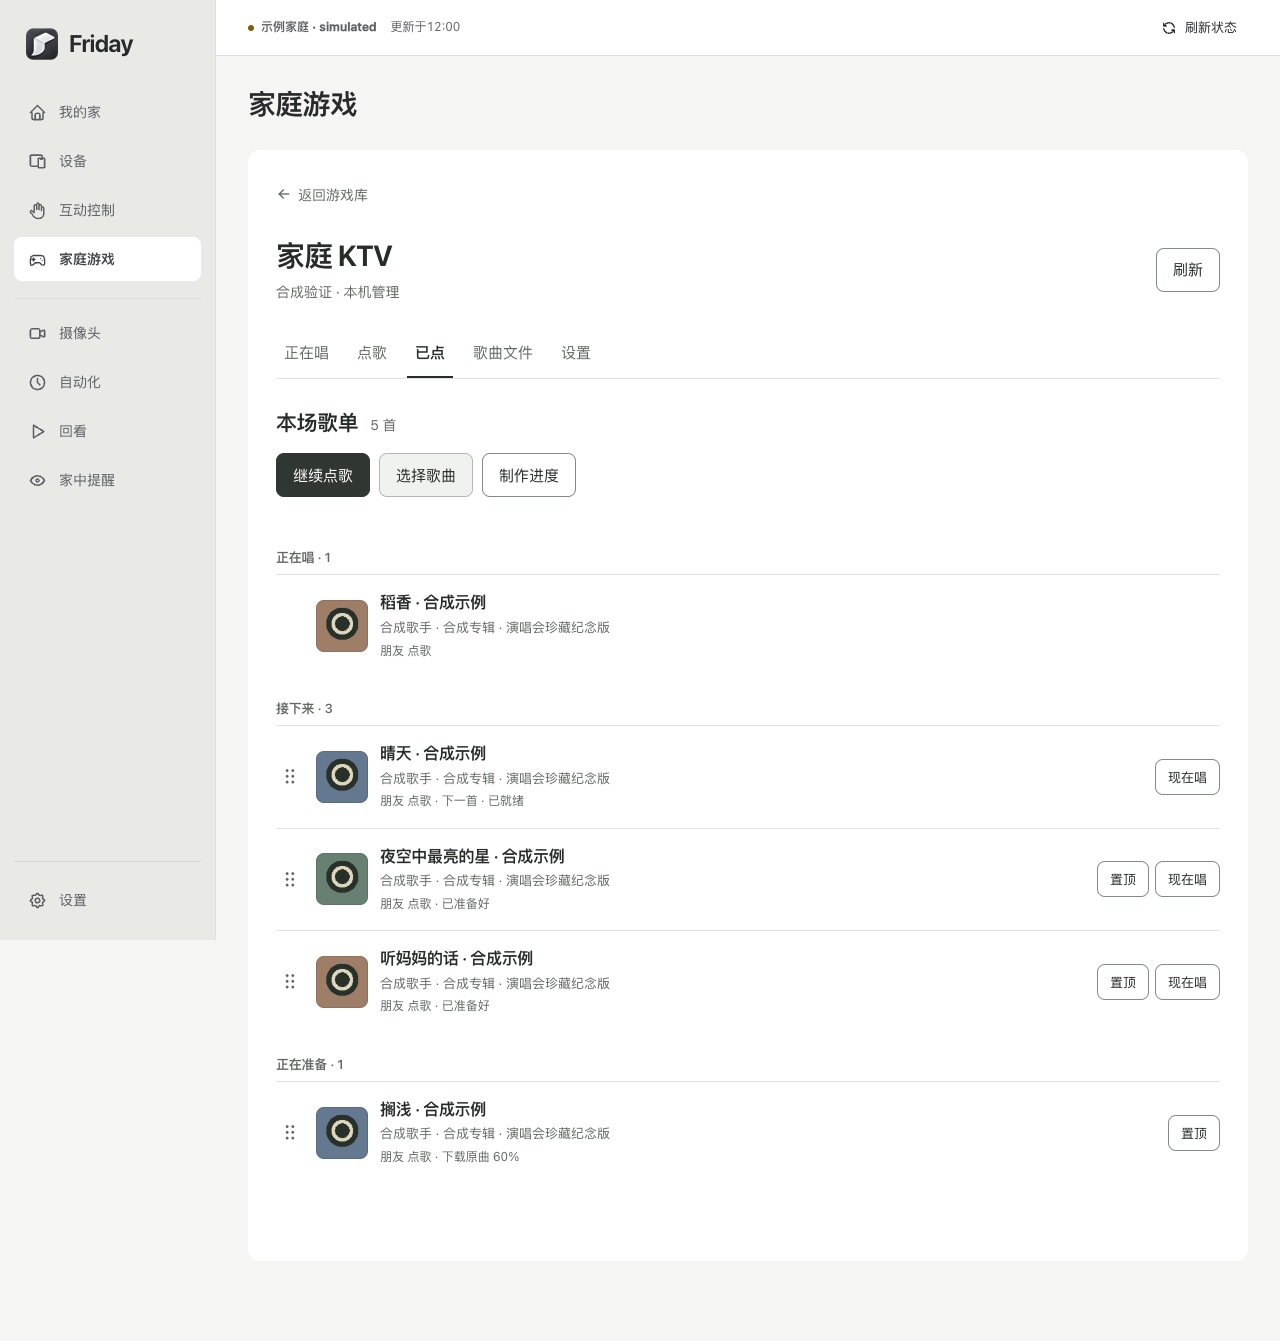 Friday
我的家
设备
互动控制
家庭游戏
摄像头
自动化
回看
家中提醒
设置
示例家庭 · simulated 更新于12:00
刷新状态
家庭游戏
返回游戏库
家庭 KTV
合成验证 · 本机管理
刷新
正在唱 点歌 已点 歌曲文件 设置
本场歌单 5 首
继续点歌 选择歌曲 制作进度
正在唱 · 1
稻香 · 合成示例
合成歌手 · 合成专辑 · 演唱会珍藏纪念版
朋友 点歌
接下来 · 3
晴天 · 合成示例
合成歌手 · 合成专辑 · 演唱会珍藏纪念版
朋友 点歌 · 下一首 · 已就绪
现在唱
夜空中最亮的星 · 合成示例
合成歌手 · 合成专辑 · 演唱会珍藏纪念版
朋友 点歌 · 已准备好
置顶 现在唱
听妈妈的话 · 合成示例
合成歌手 · 合成专辑 · 演唱会珍藏纪念版
朋友 点歌 · 已准备好
置顶 现在唱
正在准备 · 1
搁浅 · 合成示例
合成歌手 · 合成专辑 · 演唱会珍藏纪念版
朋友 点歌 · 下载原曲 60%
置顶